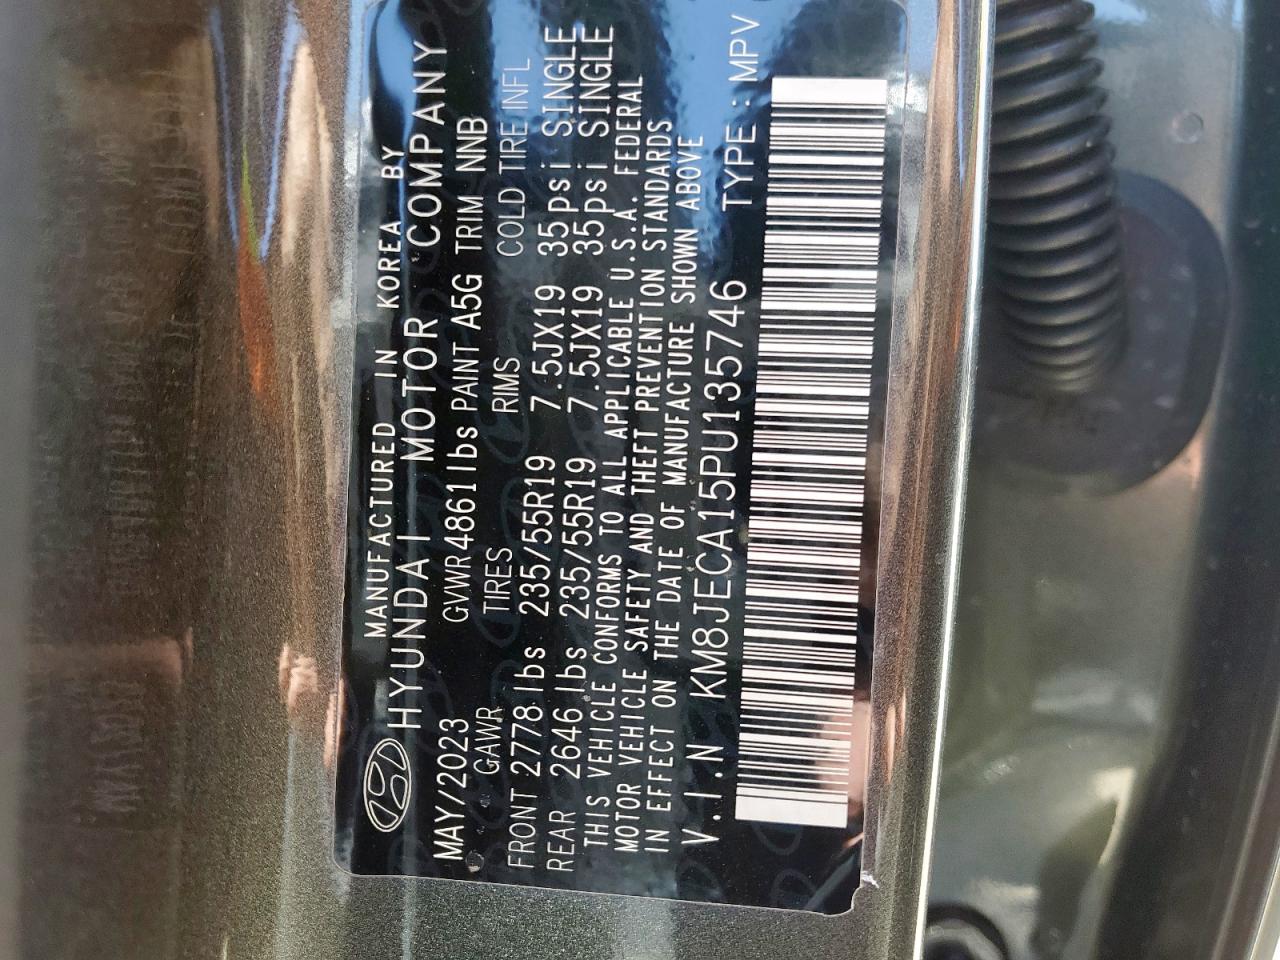 MANUFACTURED IN KOREA BY
HYUNDAI MOTOR COMPANY
MAY/2023 GVWR 4861lbs PAINT A5G TRIM NNB
GAWR TIRES RIMS COLD TIRE INFL
FRONT 2778 lbs 235/55R19 7.5JX19 35psi SINGLE
REAR 2646 lbs 235/55R19 7.5JX19 35psi SINGLE
THIS VEHICLE CONFORMS TO ALL APPLICABLE U.S.A. FEDERAL
MOTOR VEHICLE SAFETY AND THEFT PREVENTION STANDARDS
IN EFFECT ON THE DATE OF MANUFACTURE SHOWN ABOVE
V.I.N KM8JECA15PU135746 TYPE : MPV